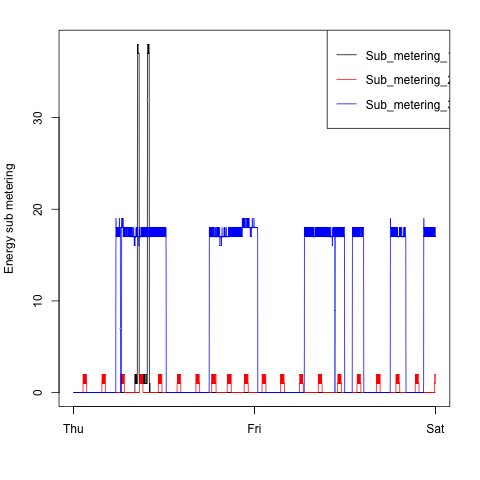 Sub_metering_1
Sub_metering_2
Sub_metering_3
Energy sub metering
30
20
10
0
Thu Fri Sat